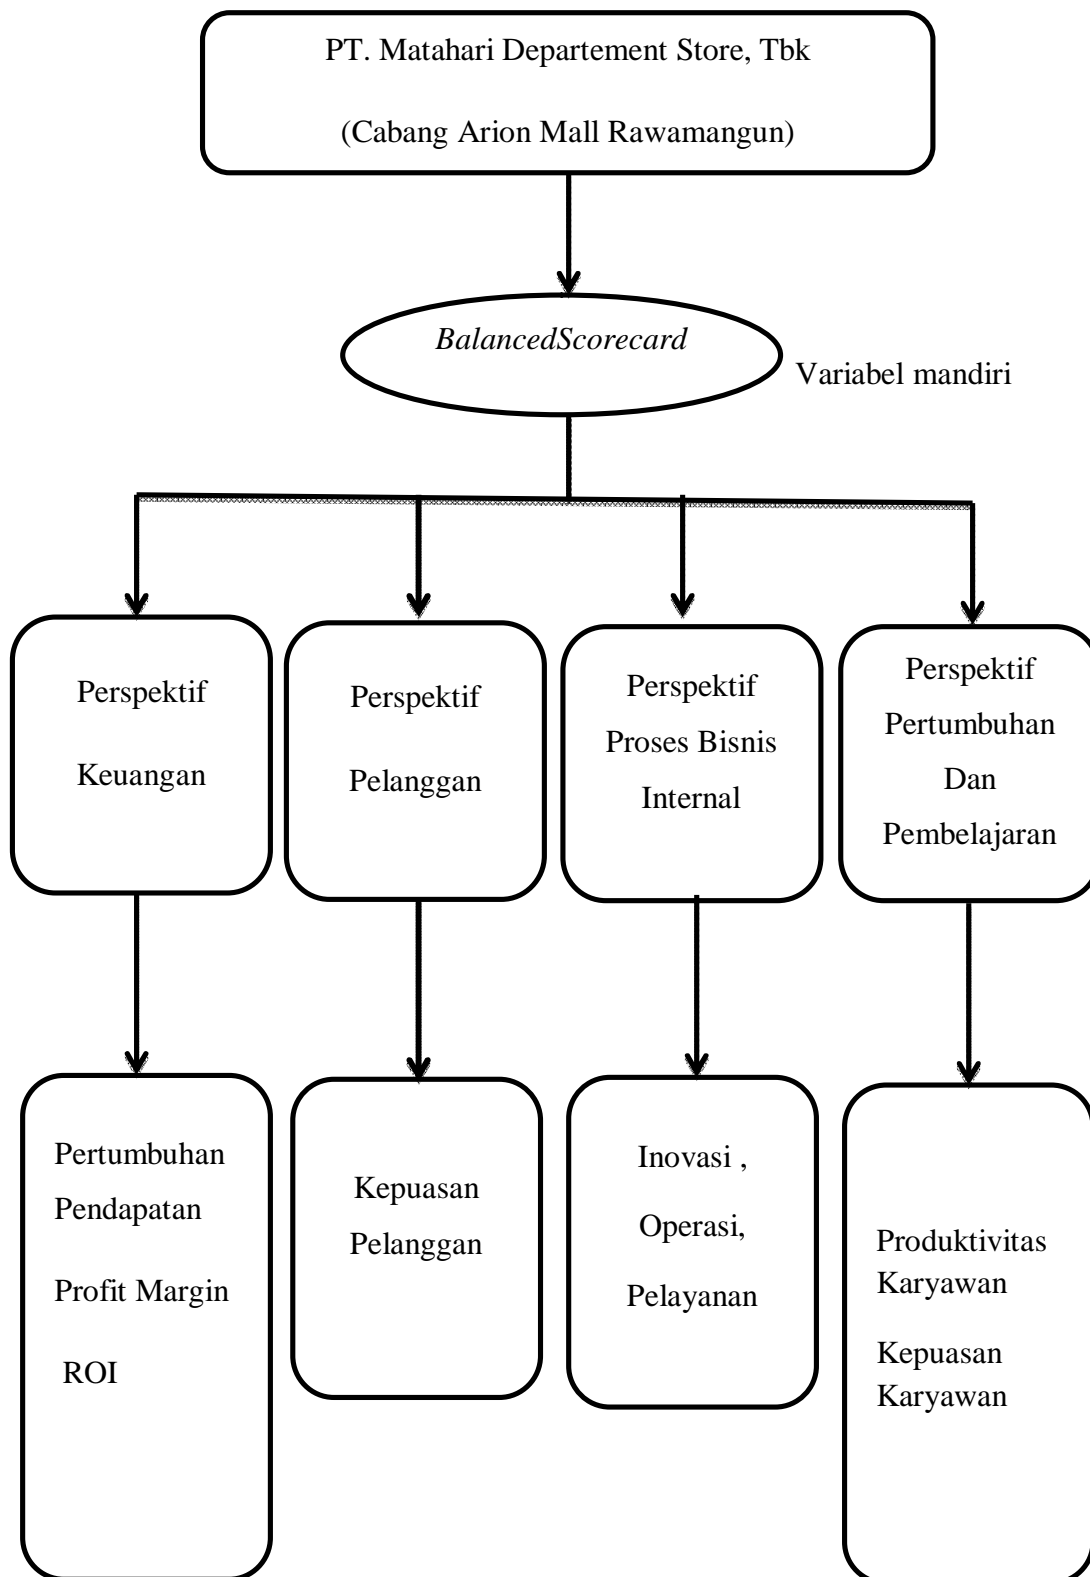 PT. Matahari Departement Store, Tbk
(Cabang Arion Mall Rawamangun)
BalancedScorecard
Variabel mandiri
Perspektif
Keuangan
Perspektif
Pelanggan
Perspektif
Proses Bisnis
Internal
Perspektif
Pertumbuhan
Dan
Pembelajaran
Pertumbuhan
Pendapatan
Profit Margin
ROI
Kepuasan
Pelanggan
Inovasi ,
Operasi,
Pelayanan
Produktivitas
Karyawan
Kepuasan
Karyawan